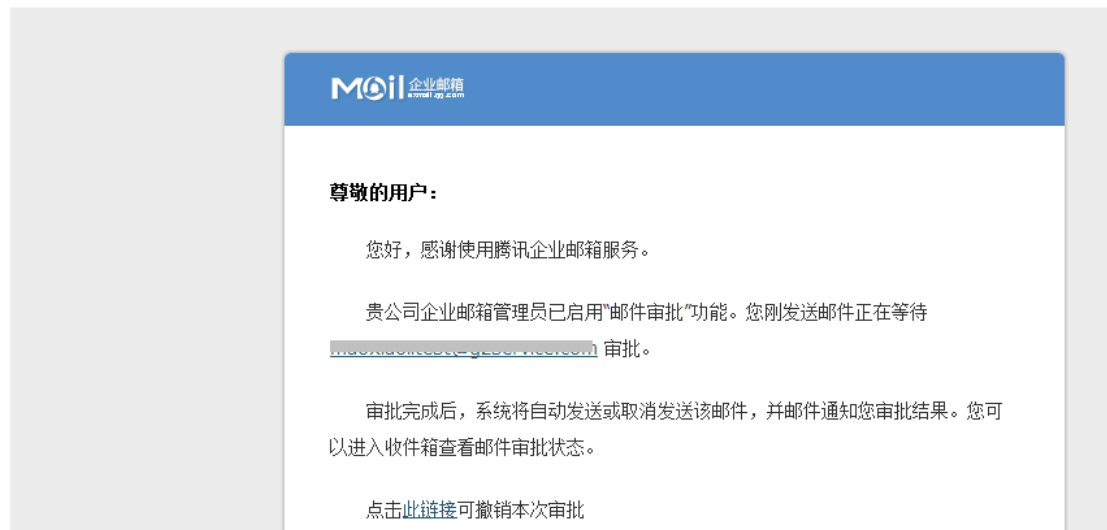 Mail 企业邮箱
exmail.qq.com
尊敬的用户：
您好，感谢使用腾讯企业邮箱服务。
贵公司企业邮箱管理员已启用“邮件审批”功能。您刚发送邮件正在等待
审批。
审批完成后，系统将自动发送或取消发送该邮件，并邮件通知您审批结果。您可
以进入收件箱查看邮件审批状态。
点击此链接可撤销本次审批